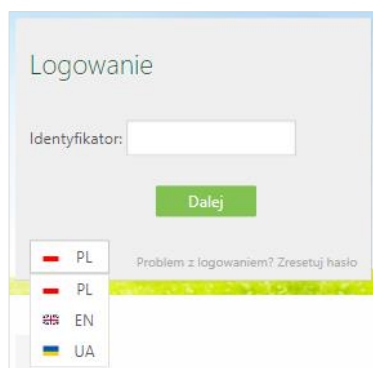 Logowanie
Identyfikator:
Dalej
PL
Problem z logowaniem? Zresetuj hasło
PL
EN
UA